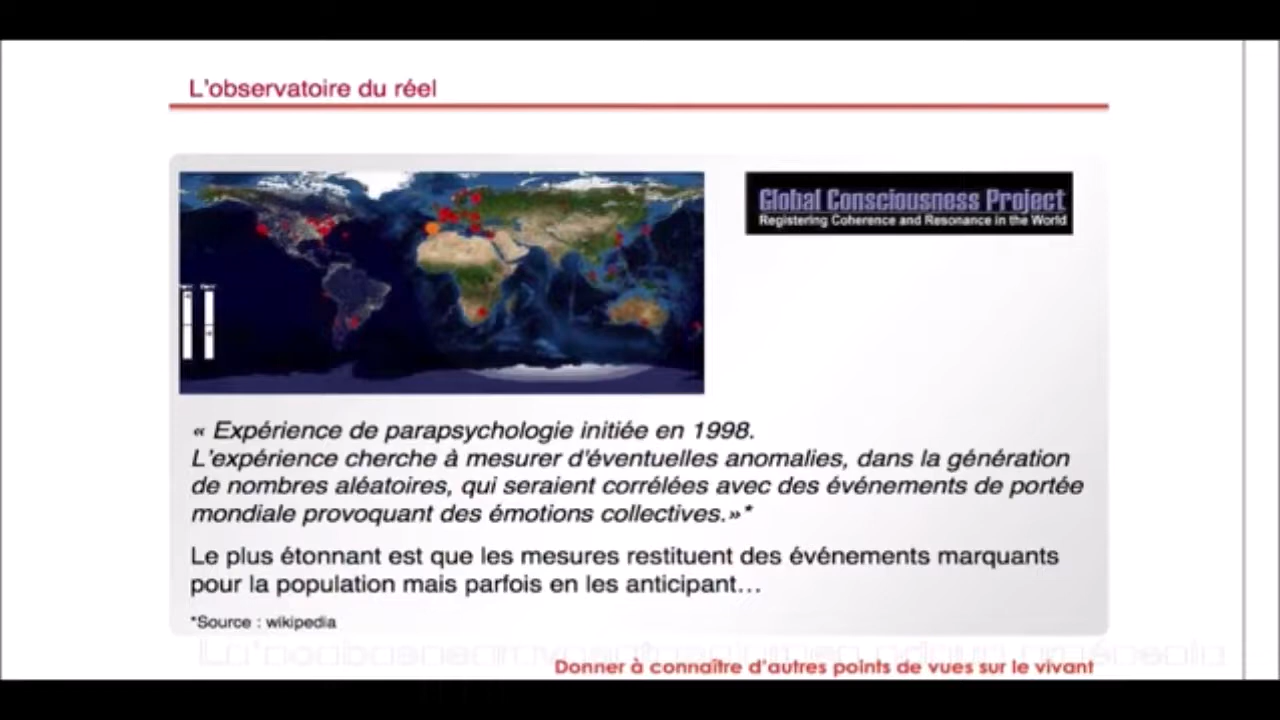 L'observatoire du réel
Global Consciousness Project
Registering Coherence and Resonance in the World
« Expérience de parapsychologie initiée en 1998.
L'expérience cherche à mesurer d'éventuelles anomalies, dans la génération
de nombres aléatoires, qui seraient corrélées avec des événements de portée
mondiale provoquant des émotions collectives.»*
Le plus étonnant est que les mesures restituent des événements marquants
pour la population mais parfois en les anticipant…
*Source : wikipedia
Donner à connaître d'autres points de vues sur le vivant